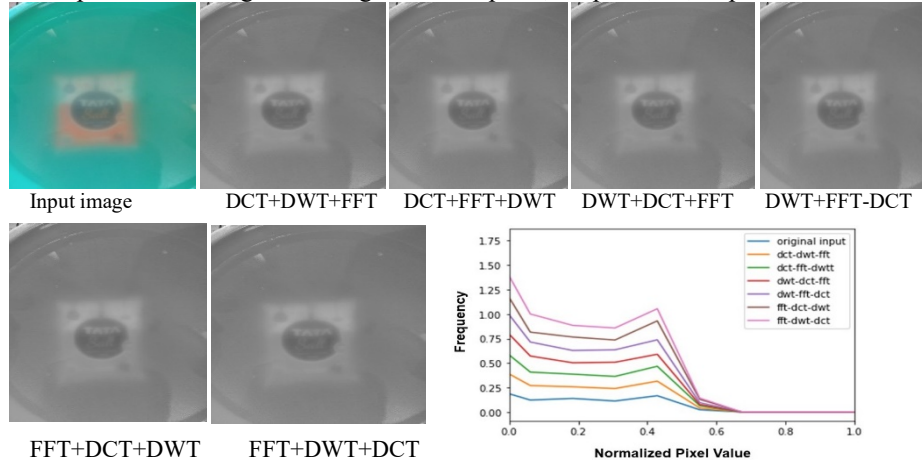 Input image
DCT+DWT+FFT
DCT+FFT+DWT
DWT+DCT+FFT
DWT+FFT-DCT
FFT+DCT+DWT
FFT+DWT+DCT
1.75
1.50
1.25
1.00
0.75
0.50
0.25
0.00
Frequency
original input
dct-dwt-fft
dct-fft-dwtt
dwt-dct-fft
dwt-fft-dct
fft-dct-dwt
fft-dwt-dct
0.0 0.2 0.4 0.6 0.8 1.0
Normalized Pixel Value